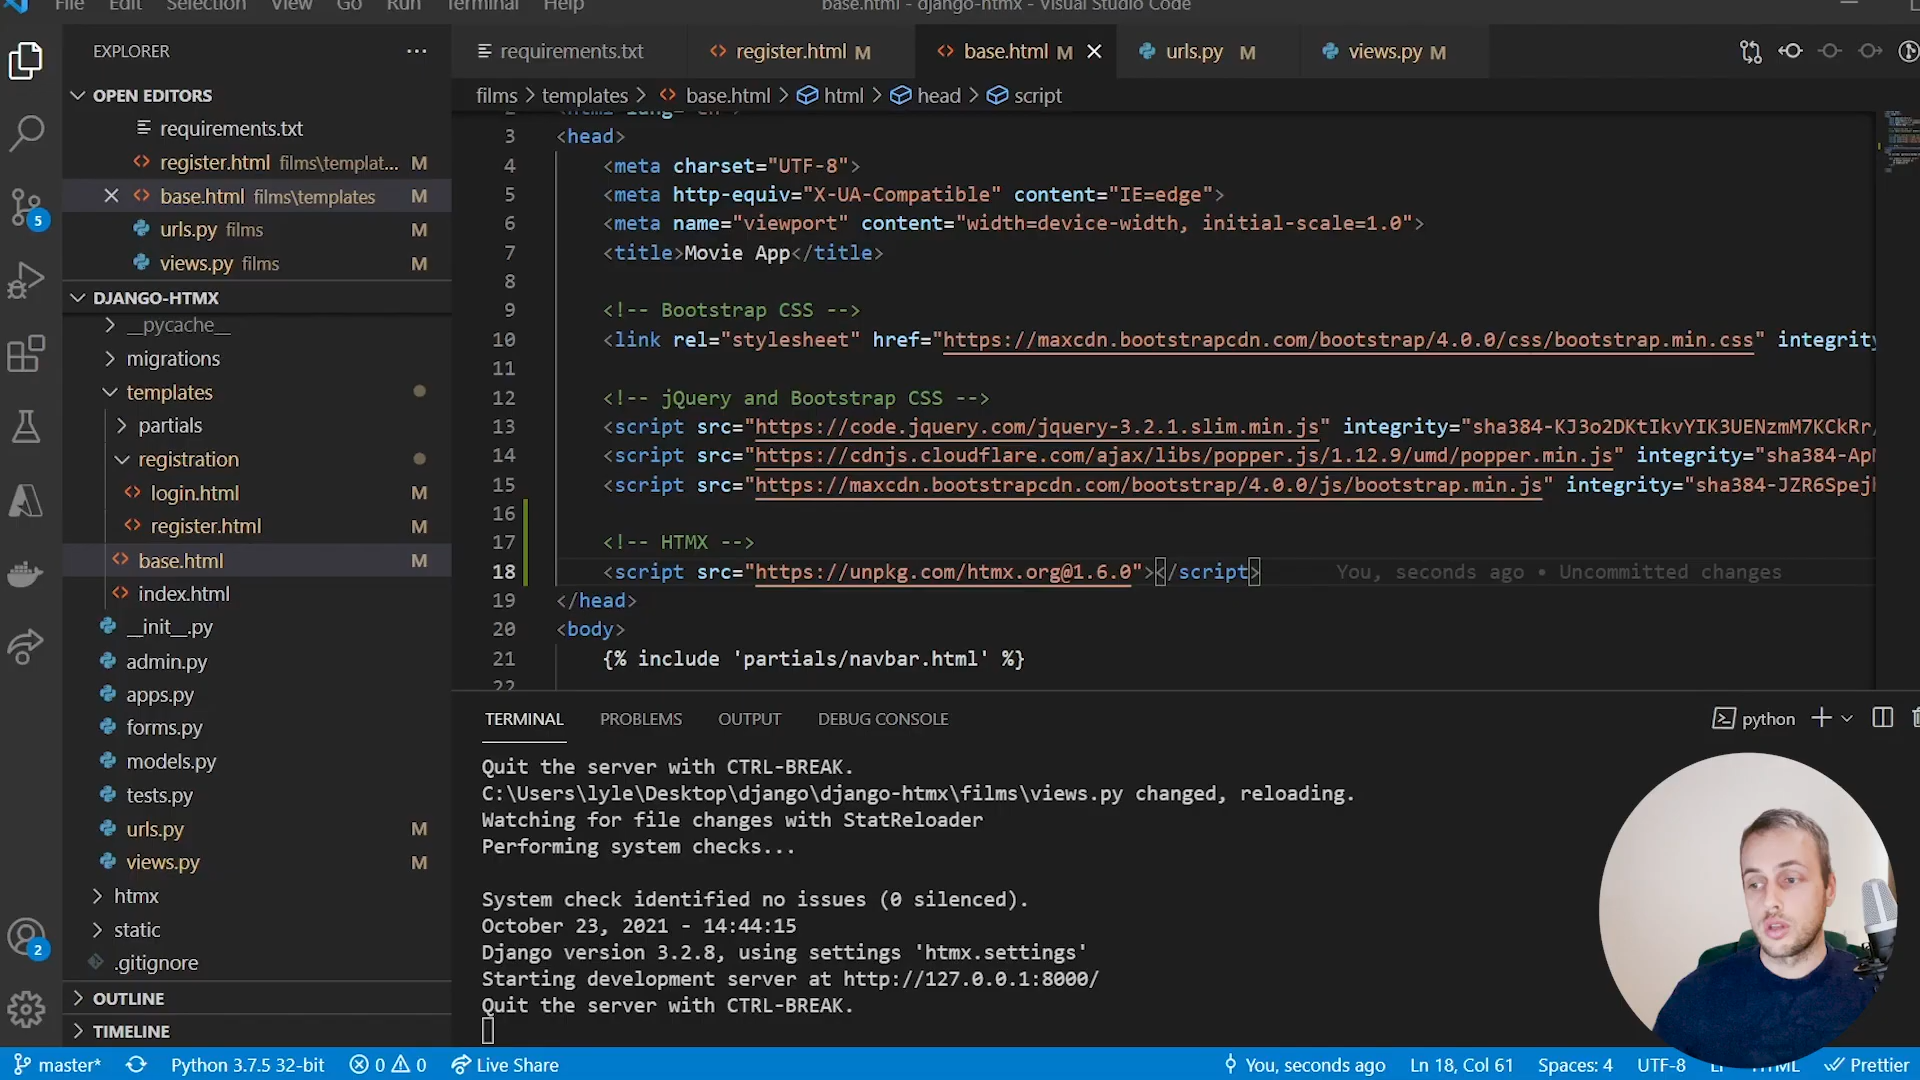 File Edit Selection View Go Run Terminal Help
base.html - django-htmx - Visual Studio Code
EXPLORER
OPEN EDITORS
requirements.txt
register.html films\templat... M
base.html films\templates M
urls.py films M
views.py films M
DJANGO-HTMX
__pycache__
migrations
templates
partials
registration
login.html M
register.html M
base.html M
index.html
__init__.py
admin.py
apps.py
forms.py
models.py
tests.py
urls.py M
views.py M
htmx
static
.gitignore
OUTLINE
TIMELINE
5
2
requirements.txt
register.html M
base.html M
urls.py M
views.py M
films > templates > base.html > html > head > script
3 <head>
4 <meta charset="UTF-8">
5 <meta http-equiv="X-UA-Compatible" content="IE=edge">
6 <meta name="viewport" content="width=device-width, initial-scale=1.0">
7 <title>Movie App</title>
8
9 <!-- Bootstrap CSS -->
10 <link rel="stylesheet" href="https://maxcdn.bootstrapcdn.com/bootstrap/4.0.0/css/bootstrap.min.css" integrity
11
12 <!-- jQuery and Bootstrap CSS -->
13 <script src="https://code.jquery.com/jquery-3.2.1.slim.min.js" integrity="sha384-KJ3o2DKtIkvYIK3UENzmM7KCkRr/
14 <script src="https://cdnjs.cloudflare.com/ajax/libs/popper.js/1.12.9/umd/popper.min.js" integrity="sha384-ApN
15 <script src="https://maxcdn.bootstrapcdn.com/bootstrap/4.0.0/js/bootstrap.min.js" integrity="sha384-JZR6Spejh
16
17 <!-- HTMX -->
18 <script src="https://unpkg.com/htmx.org@1.6.0"></script> You, seconds ago • Uncommitted changes
19 </head>
20 <body>
21 {% include 'partials/navbar.html' %}
22
TERMINAL PROBLEMS OUTPUT DEBUG CONSOLE
python
Quit the server with CTRL-BREAK.
C:\Users\lyle\Desktop\django\django-htmx\films\views.py changed, reloading.
Watching for file changes with StatReloader
Performing system checks...
System check identified no issues (0 silenced).
October 23, 2021 - 14:44:15
Django version 3.2.8, using settings 'htmx.settings'
Starting development server at http://127.0.0.1:8000/
Quit the server with CTRL-BREAK.
master* Python 3.7.5 32-bit 0 0 Live Share You, seconds ago Ln 18, Col 61 Spaces: 4 UTF-8 HTML Prettier